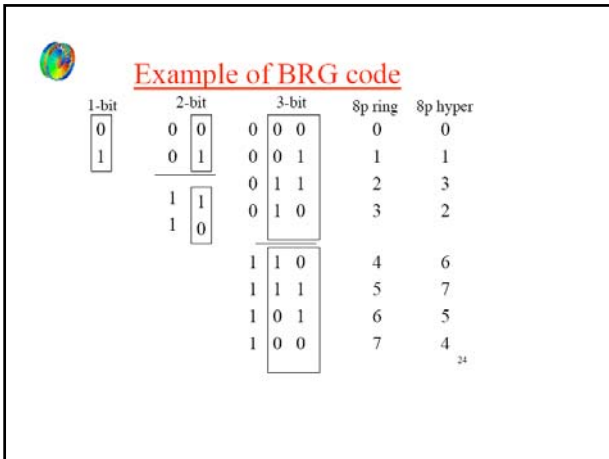 Example of BRG code
1-bit 2-bit 3-bit 8p ring 8p hyper
0 0 0 0 0 0 0 0
1 0 1 0 0 1 1 1
0 1 1 2 3
1 1 0 1 0 3 2
1 0
1 1 0 4 6
1 1 1 5 7
1 0 1 6 5
1 0 0 7 4
24